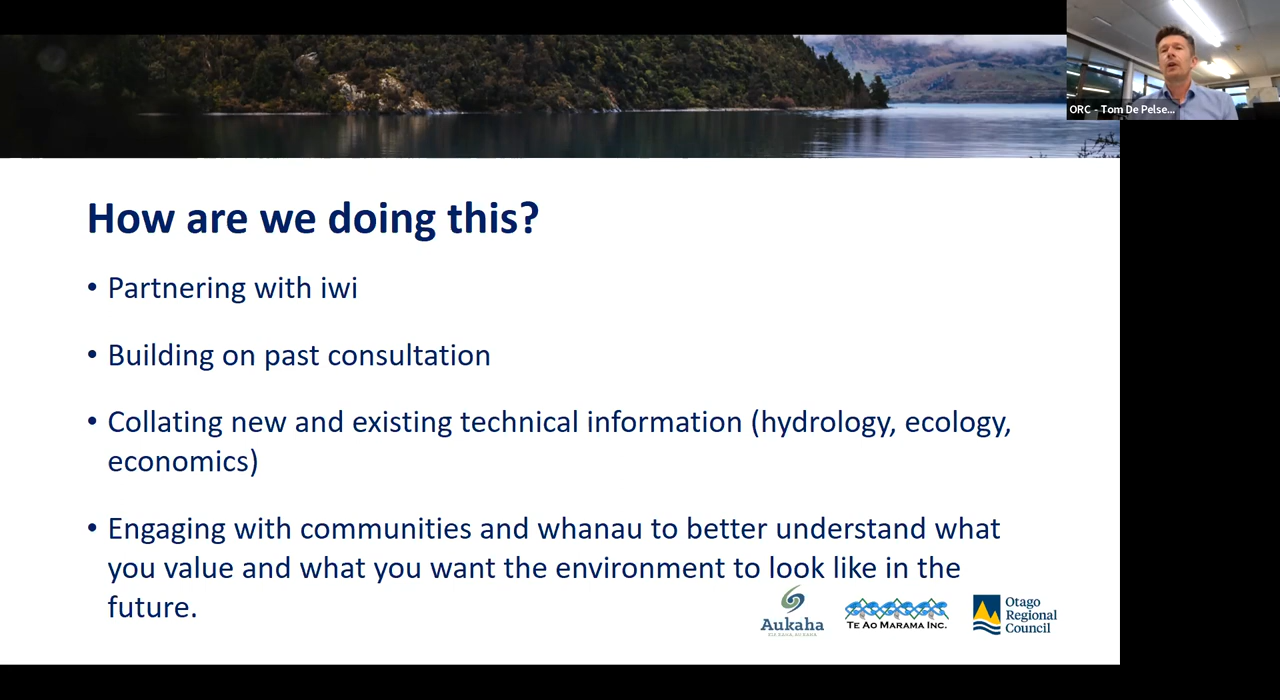 ORC - Tom De Pelse...
How are we doing this?
• Partnering with iwi
• Building on past consultation
• Collating new and existing technical information (hydrology, ecology,
economics)
• Engaging with communities and whanau to better understand what
you value and what you want the environment to look like in the
future.
Aukaha
Te Ao Marama Inc.
Otago
Regional
Council